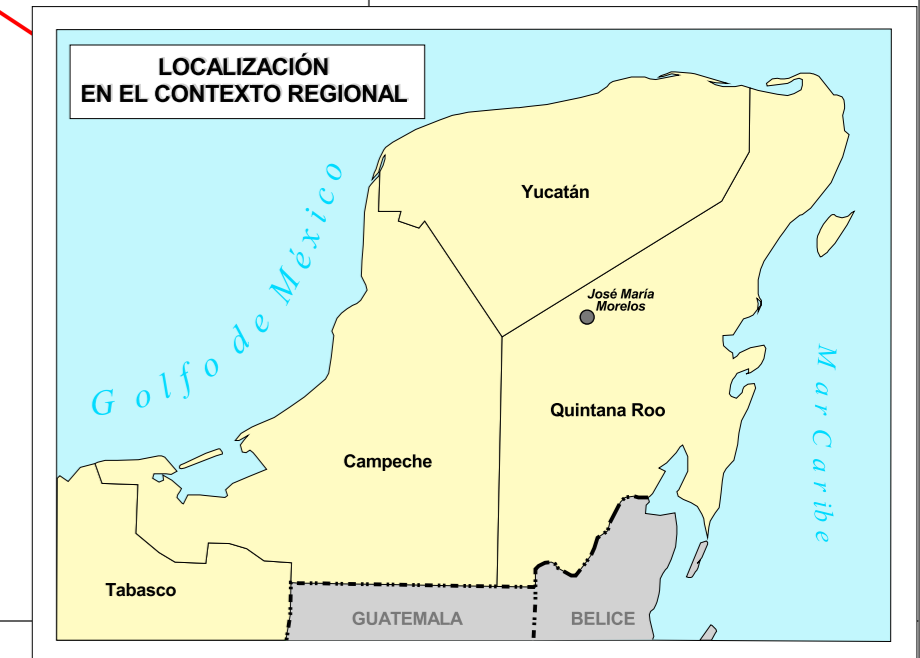 LOCALIZACIÓN
EN EL CONTEXTO REGIONAL
Golfo de México
Yucatán
José María
Morelos
Mar Caribe
Quintana Roo
Campeche
Tabasco
GUATEMALA
BELICE